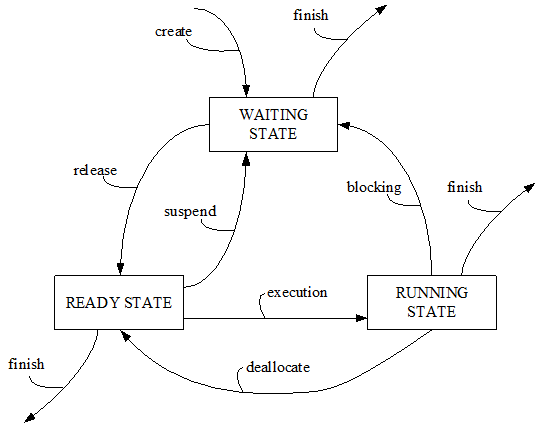 finish
create
WAITING
STATE
release
blocking
finish
suspend
execution
READY STATE
RUNNING
STATE
finish
deallocate